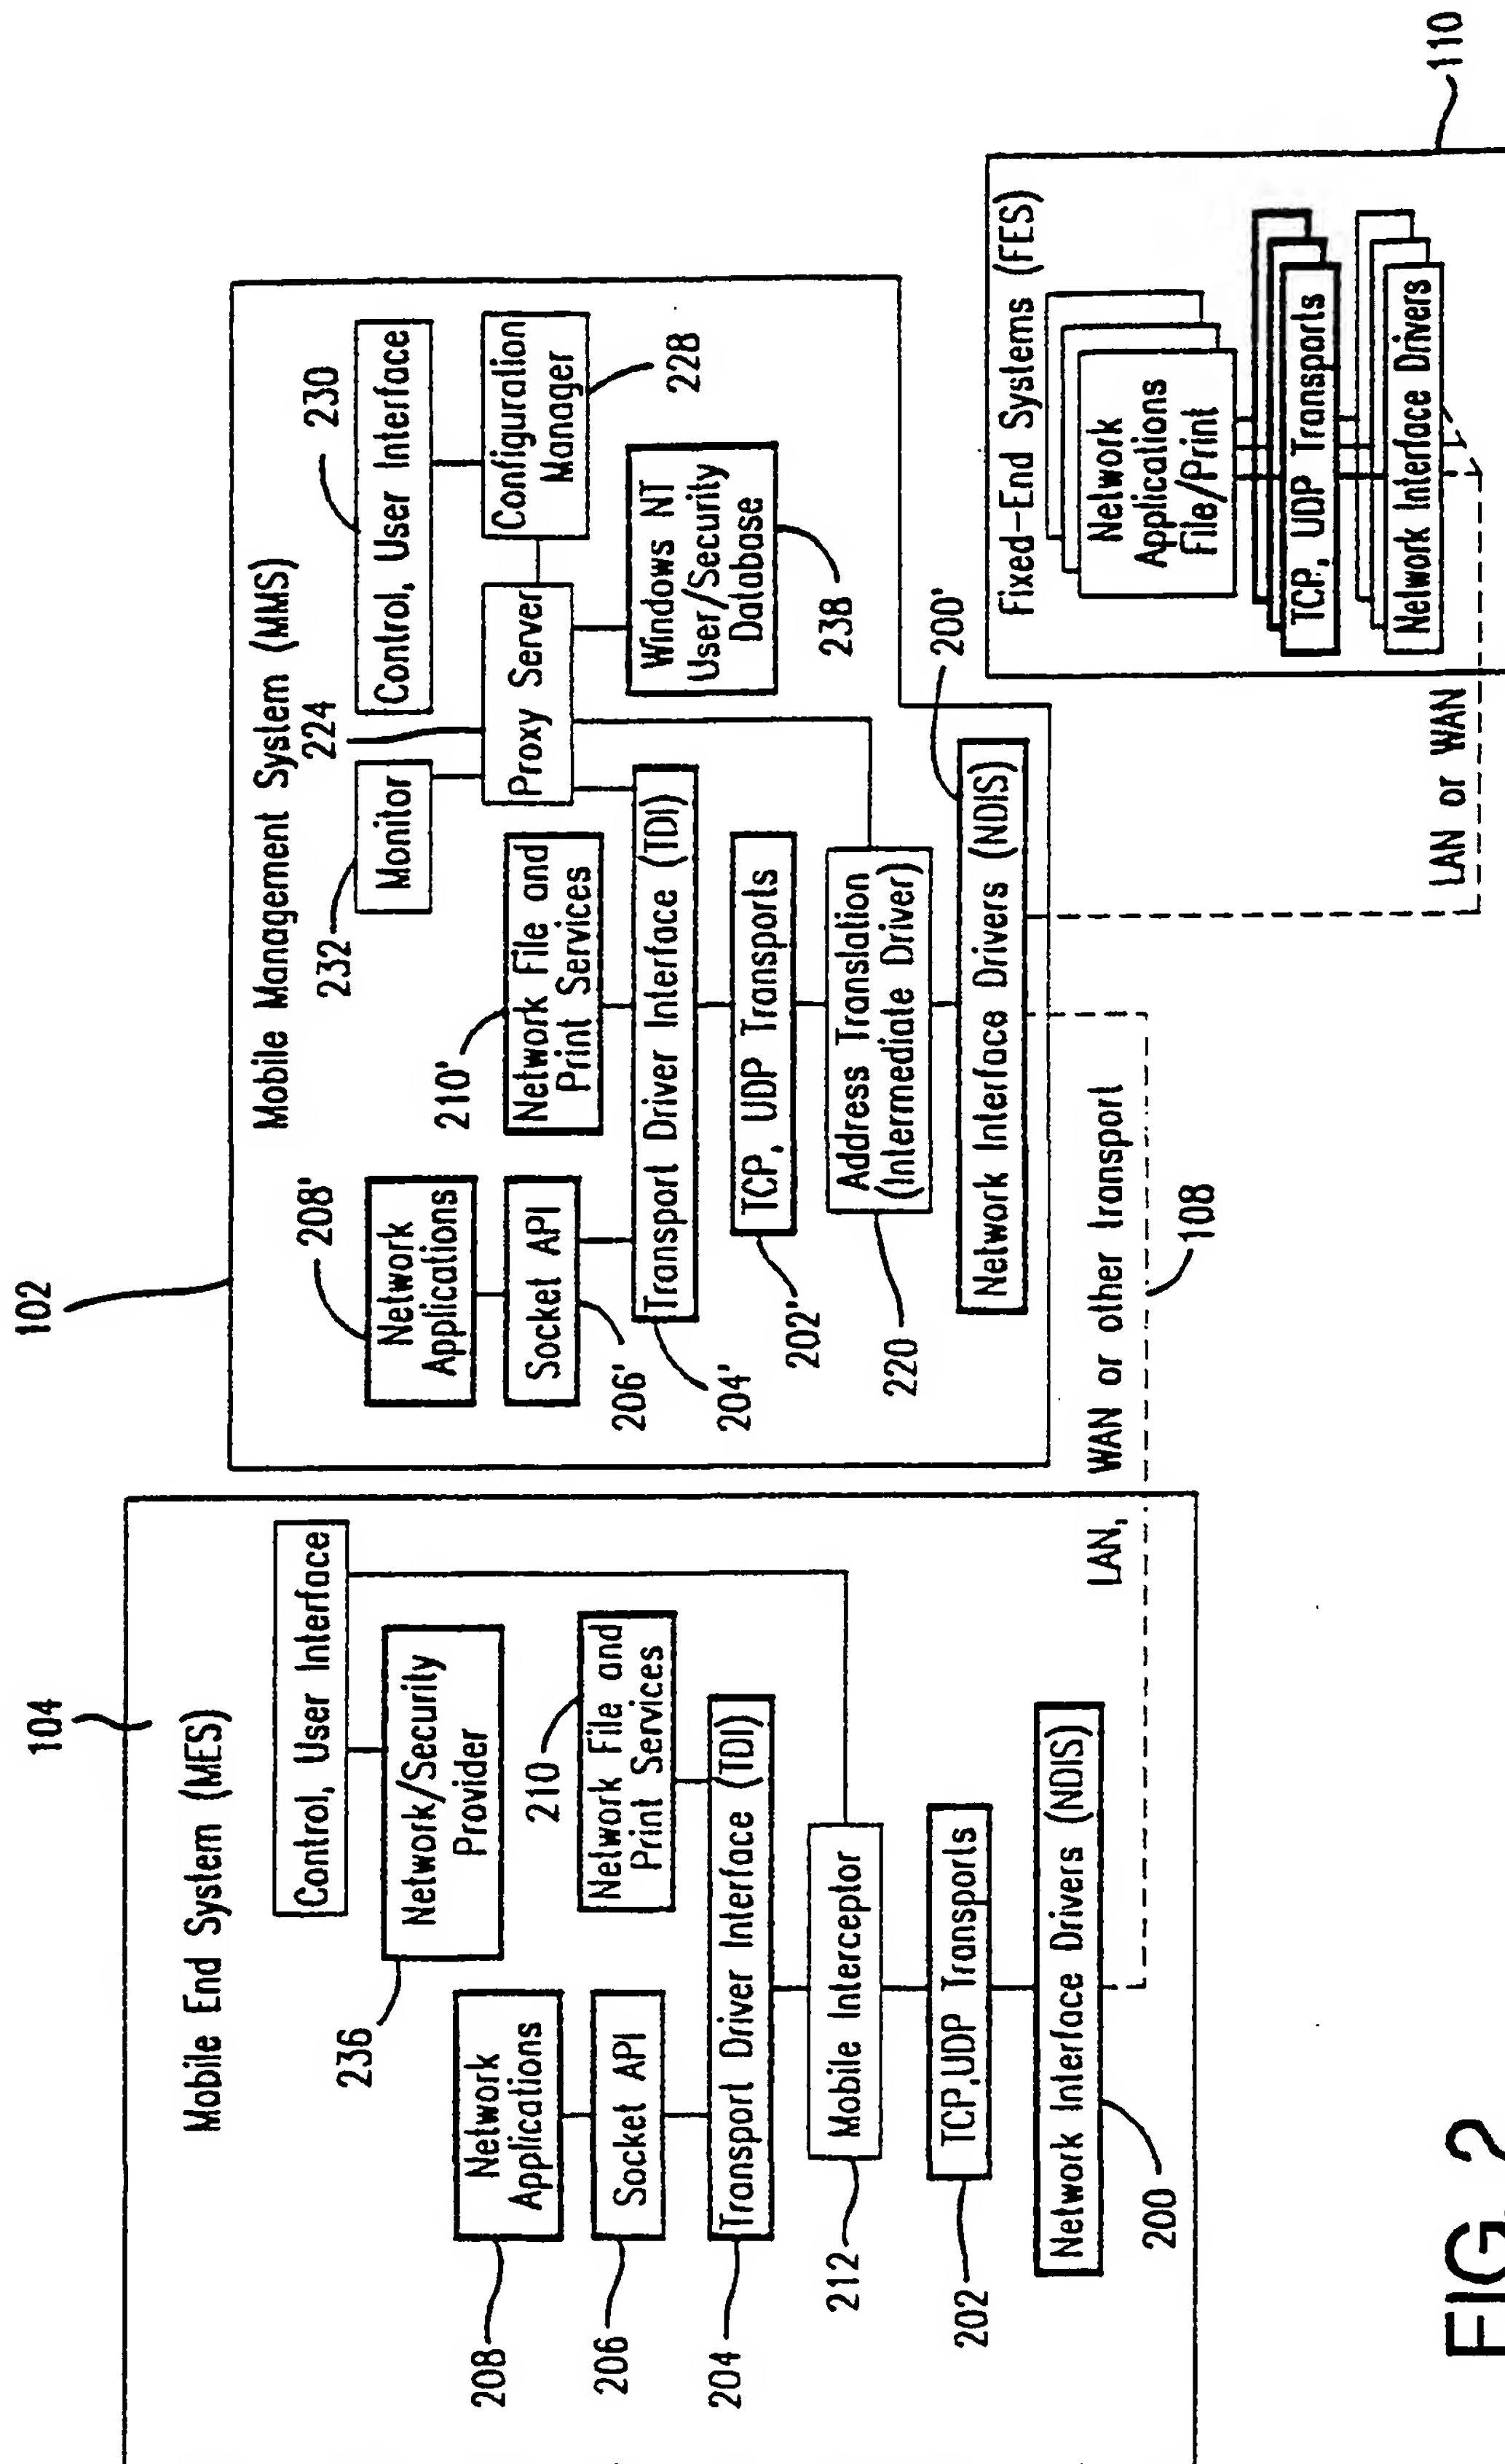 104
Mobile End System (MES)
Control, User Interface
Network/Security
Provider
236
Network
Applications
208
Socket API
206
210
Network File and
Print Services
Transport Driver Interface (TDI)
204
Mobile Interceptor
212
TCP,UDP Transports
202
Network Interface Drivers (NDIS)
200
LAN, WAN or other transport
108
102
Mobile Management System (MMS)
208'
Network
Applications
Socket API
206'
210'
Network File and
Print Services
232
Monitor
224
Proxy Server
230
Control, User Interface
Configuration
Manager
228
Windows NT
User/Security
Database
238
Transport Driver Interface (TDI)
204'
TCP, UDP Transports
202'
Address Translation
(Intermediate Driver)
220
Network Interface Drivers (NDIS)
200'
LAN or WAN
Fixed-End Systems (FES)
Network
Applications
File/Print
TCP, UDP Transports
Network Interface Drivers
110
FIG. 2